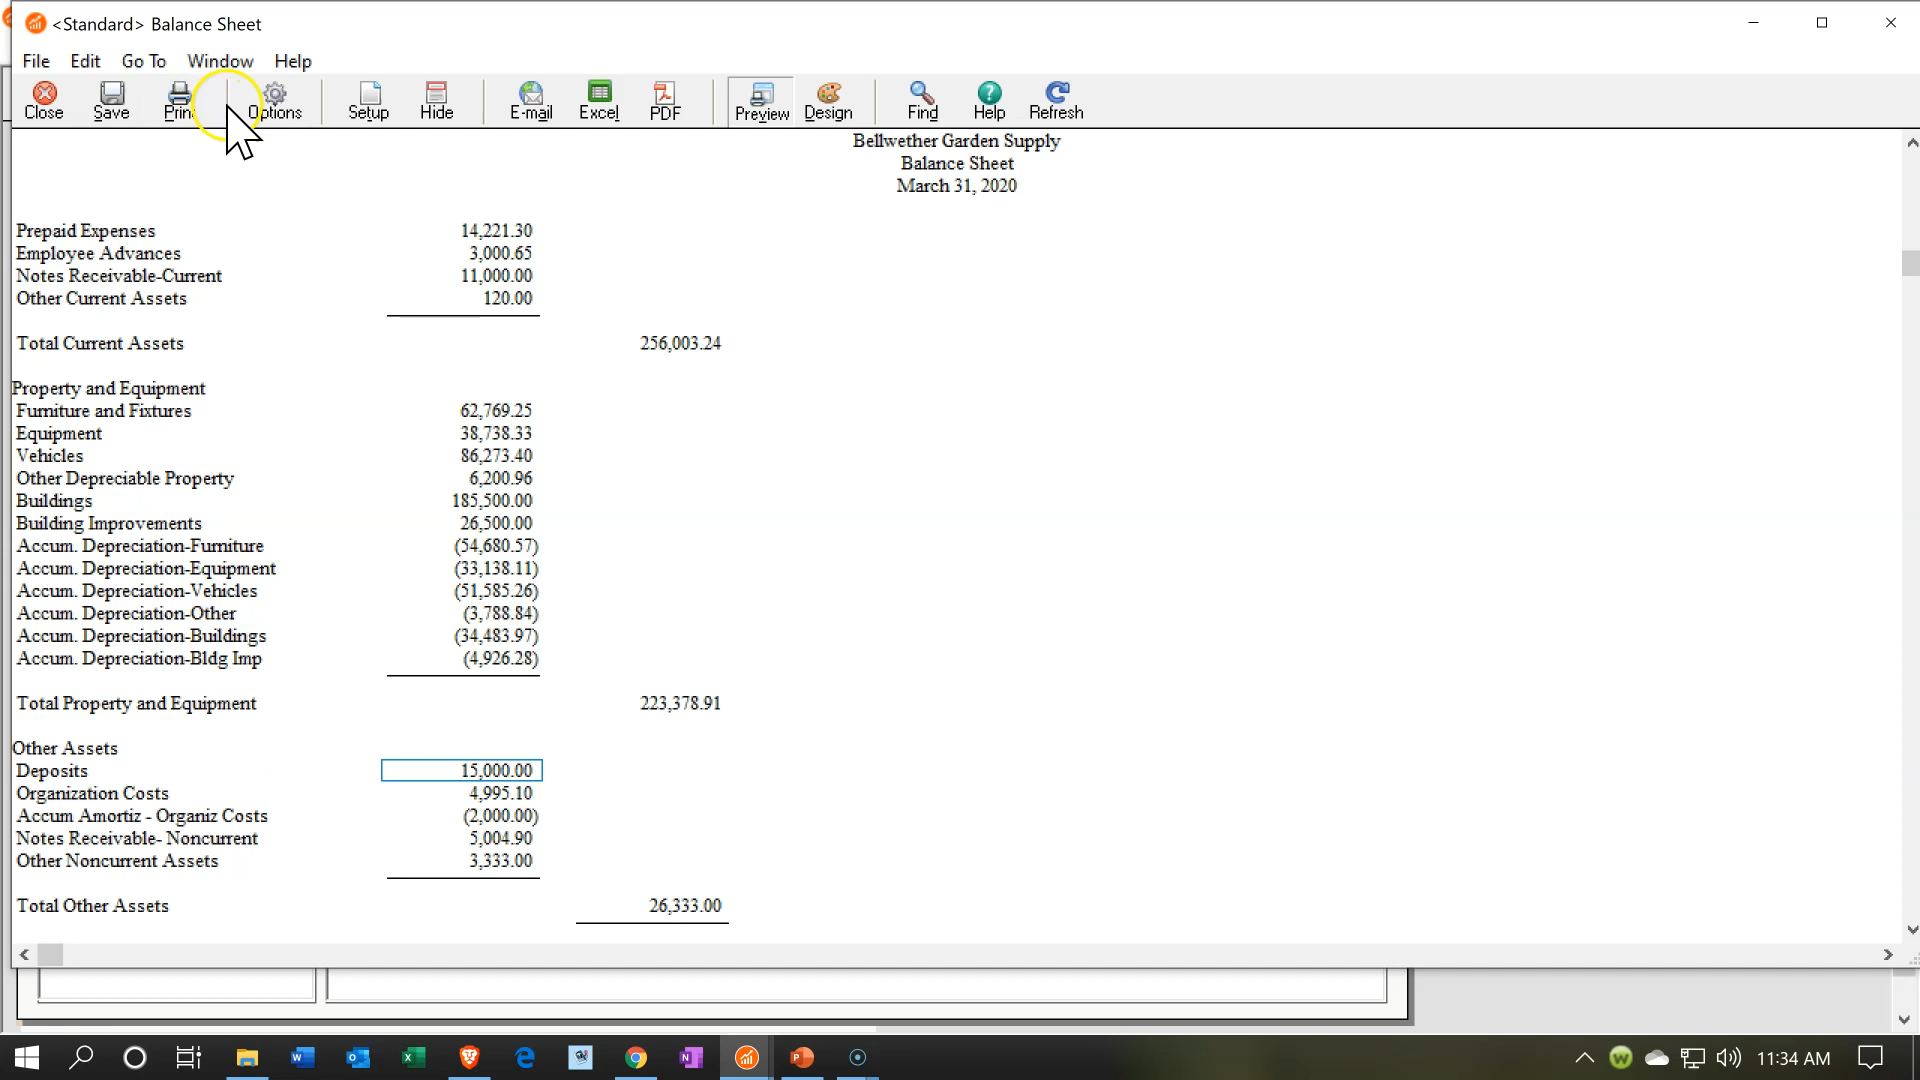 <Standard> Balance Sheet
File Edit Go To Window Help
Close Save Print Options Setup Hide E-mail Excel PDF Preview Design Find Help Refresh
Bellwether Garden Supply
Balance Sheet
March 31, 2020
Prepaid Expenses 14,221.30
Employee Advances 3,000.65
Notes Receivable-Current 11,000.00
Other Current Assets 120.00
Total Current Assets 256,003.24
Property and Equipment
Furniture and Fixtures 62,769.25
Equipment 38,738.33
Vehicles 86,273.40
Other Depreciable Property 6,200.96
Buildings 185,500.00
Building Improvements 26,500.00
Accum. Depreciation-Furniture (54,680.57)
Accum. Depreciation-Equipment (33,138.11)
Accum. Depreciation-Vehicles (51,585.26)
Accum. Depreciation-Other (3,788.84)
Accum. Depreciation-Buildings (34,483.97)
Accum. Depreciation-Bldg Imp (4,926.28)
Total Property and Equipment 223,378.91
Other Assets
Deposits 15,000.00
Organization Costs 4,995.10
Accum Amortiz - Organiz Costs (2,000.00)
Notes Receivable- Noncurrent 5,004.90
Other Noncurrent Assets 3,333.00
Total Other Assets 26,333.00
11:34 AM